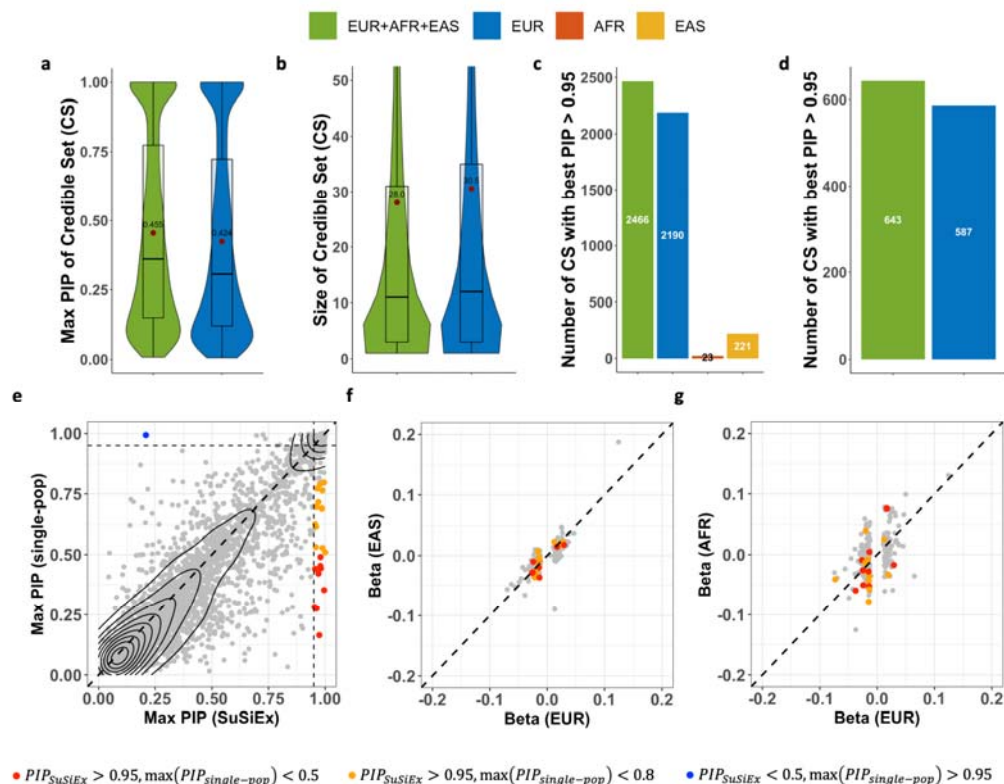 EUR+AFR+EAS EUR AFR EAS
a b c d
Max PIP of Credible Set (CS)
1.00
0.75
0.50
0.25
0.00
0.455
0.424
Size of Credible Set (CS)
50
40
30
20
10
0
28.0
30.5
Number of CS with best PIP > 0.95
2500
2000
1500
1000
500
0
2466
2190
23
221
Number of CS with best PIP > 0.95
600
400
200
0
643
587
e f g
Max PIP (single-pop)
1.00
0.75
0.50
0.25
0.00
0.00 0.25 0.50 0.75 1.00
Max PIP (SuSiEx)
Beta (EAS)
0.2
0.1
0.0
-0.1
-0.2
-0.2 -0.1 0.0 0.1 0.2
Beta (EUR)
Beta (AFR)
0.2
0.1
0.0
-0.1
-0.2
-0.2 -0.1 0.0 0.1 0.2
Beta (EUR)
PIP_SuSiEx > 0.95, max(PIP_single−pop) < 0.5 PIP_SuSiEx > 0.95, max(PIP_single−pop) < 0.8 PIP_SuSiEx < 0.5, max(PIP_single−pop) > 0.95